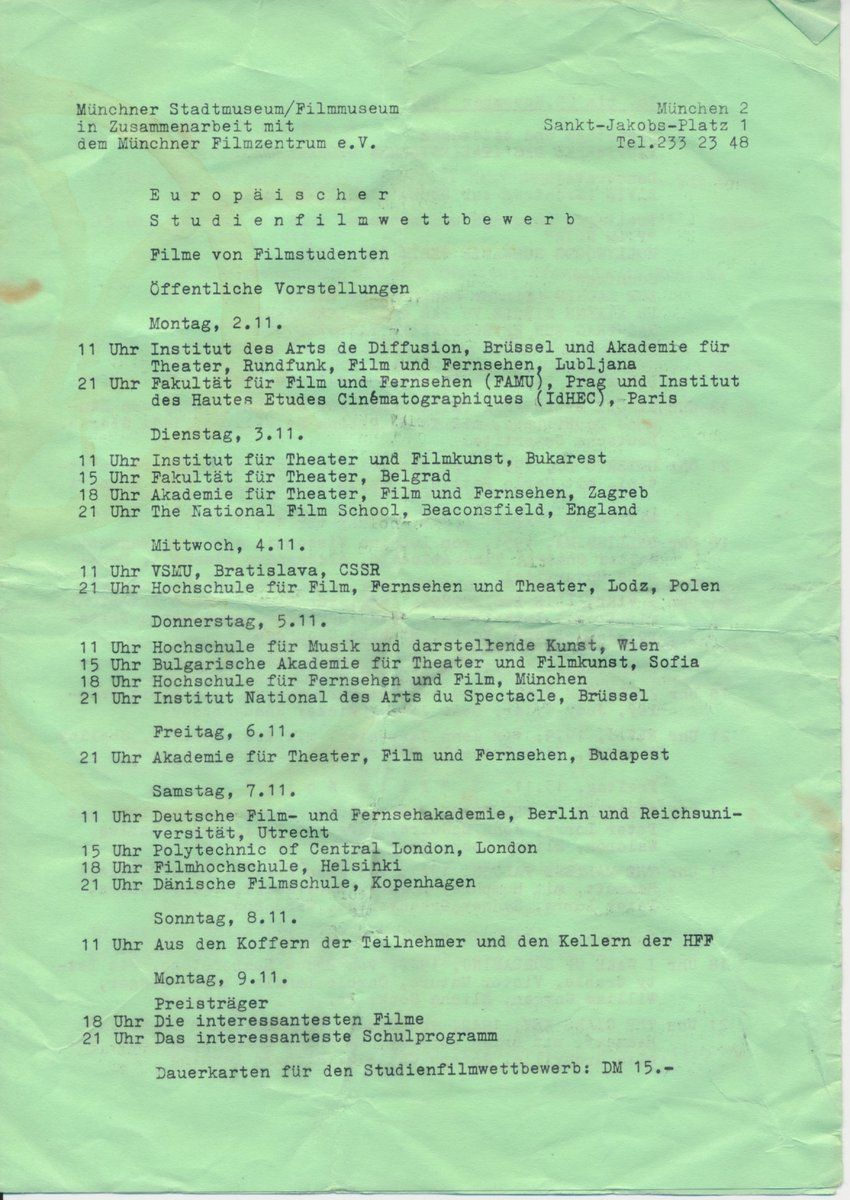 Münchner Stadtmuseum/Filmmuseum
in Zusammenarbeit mit
dem Münchner Filmzentrum e.V.
München 2
Sankt-Jakobs-Platz 1
Tel.233 23 48
Europäischer
Studienfilmwettbewerb
Filme von Filmstudenten
Öffentliche Vorstellungen
Montag, 2.11.
11 Uhr Institut des Arts de Diffusion, Brüssel und Akademie für
Theater, Rundfunk, Film und Fernsehen, Lubljana
21 Uhr Fakultät für Film und Fernsehen (FAMU), Prag und Institut
des Hautes Etudes Cinématographiques (IdHEC), Paris
Dienstag, 3.11.
11 Uhr Institut für Theater und Filmkunst, Bukarest
15 Uhr Fakultät für Theater, Belgrad
18 Uhr Akademie für Theater, Film und Fernsehen, Zagreb
21 Uhr The National Film School, Beaconsfield, England
Mittwoch, 4.11.
11 Uhr VSMU, Bratislava, CSSR
21 Uhr Hochschule für Film, Fernsehen und Theater, Lodz, Polen
Donnerstag, 5.11.
11 Uhr Hochschule für Musik und darstellende Kunst, Wien
15 Uhr Bulgarische Akademie für Theater und Filmkunst, Sofia
18 Uhr Hochschule für Fernsehen und Film, München
21 Uhr Institut National des Arts du Spectacle, Brüssel
Freitag, 6.11.
21 Uhr Akademie für Theater, Film und Fernsehen, Budapest
Samstag, 7.11.
11 Uhr Deutsche Film- und Fernsehakademie, Berlin und Reichsuni-
versität, Utrecht
15 Uhr Polytechnic of Central London, London
18 Uhr Filmhochschule, Helsinki
21 Uhr Dänische Filmschule, Kopenhagen
Sonntag, 8.11.
11 Uhr Aus den Koffern der Teilnehmer und den Kellern der HFF
Montag, 9.11.
Preisträger
18 Uhr Die interessantesten Filme
21 Uhr Das interessanteste Schulprogramm
Dauerkarten für den Studienfilmwettbewerb: DM 15.-